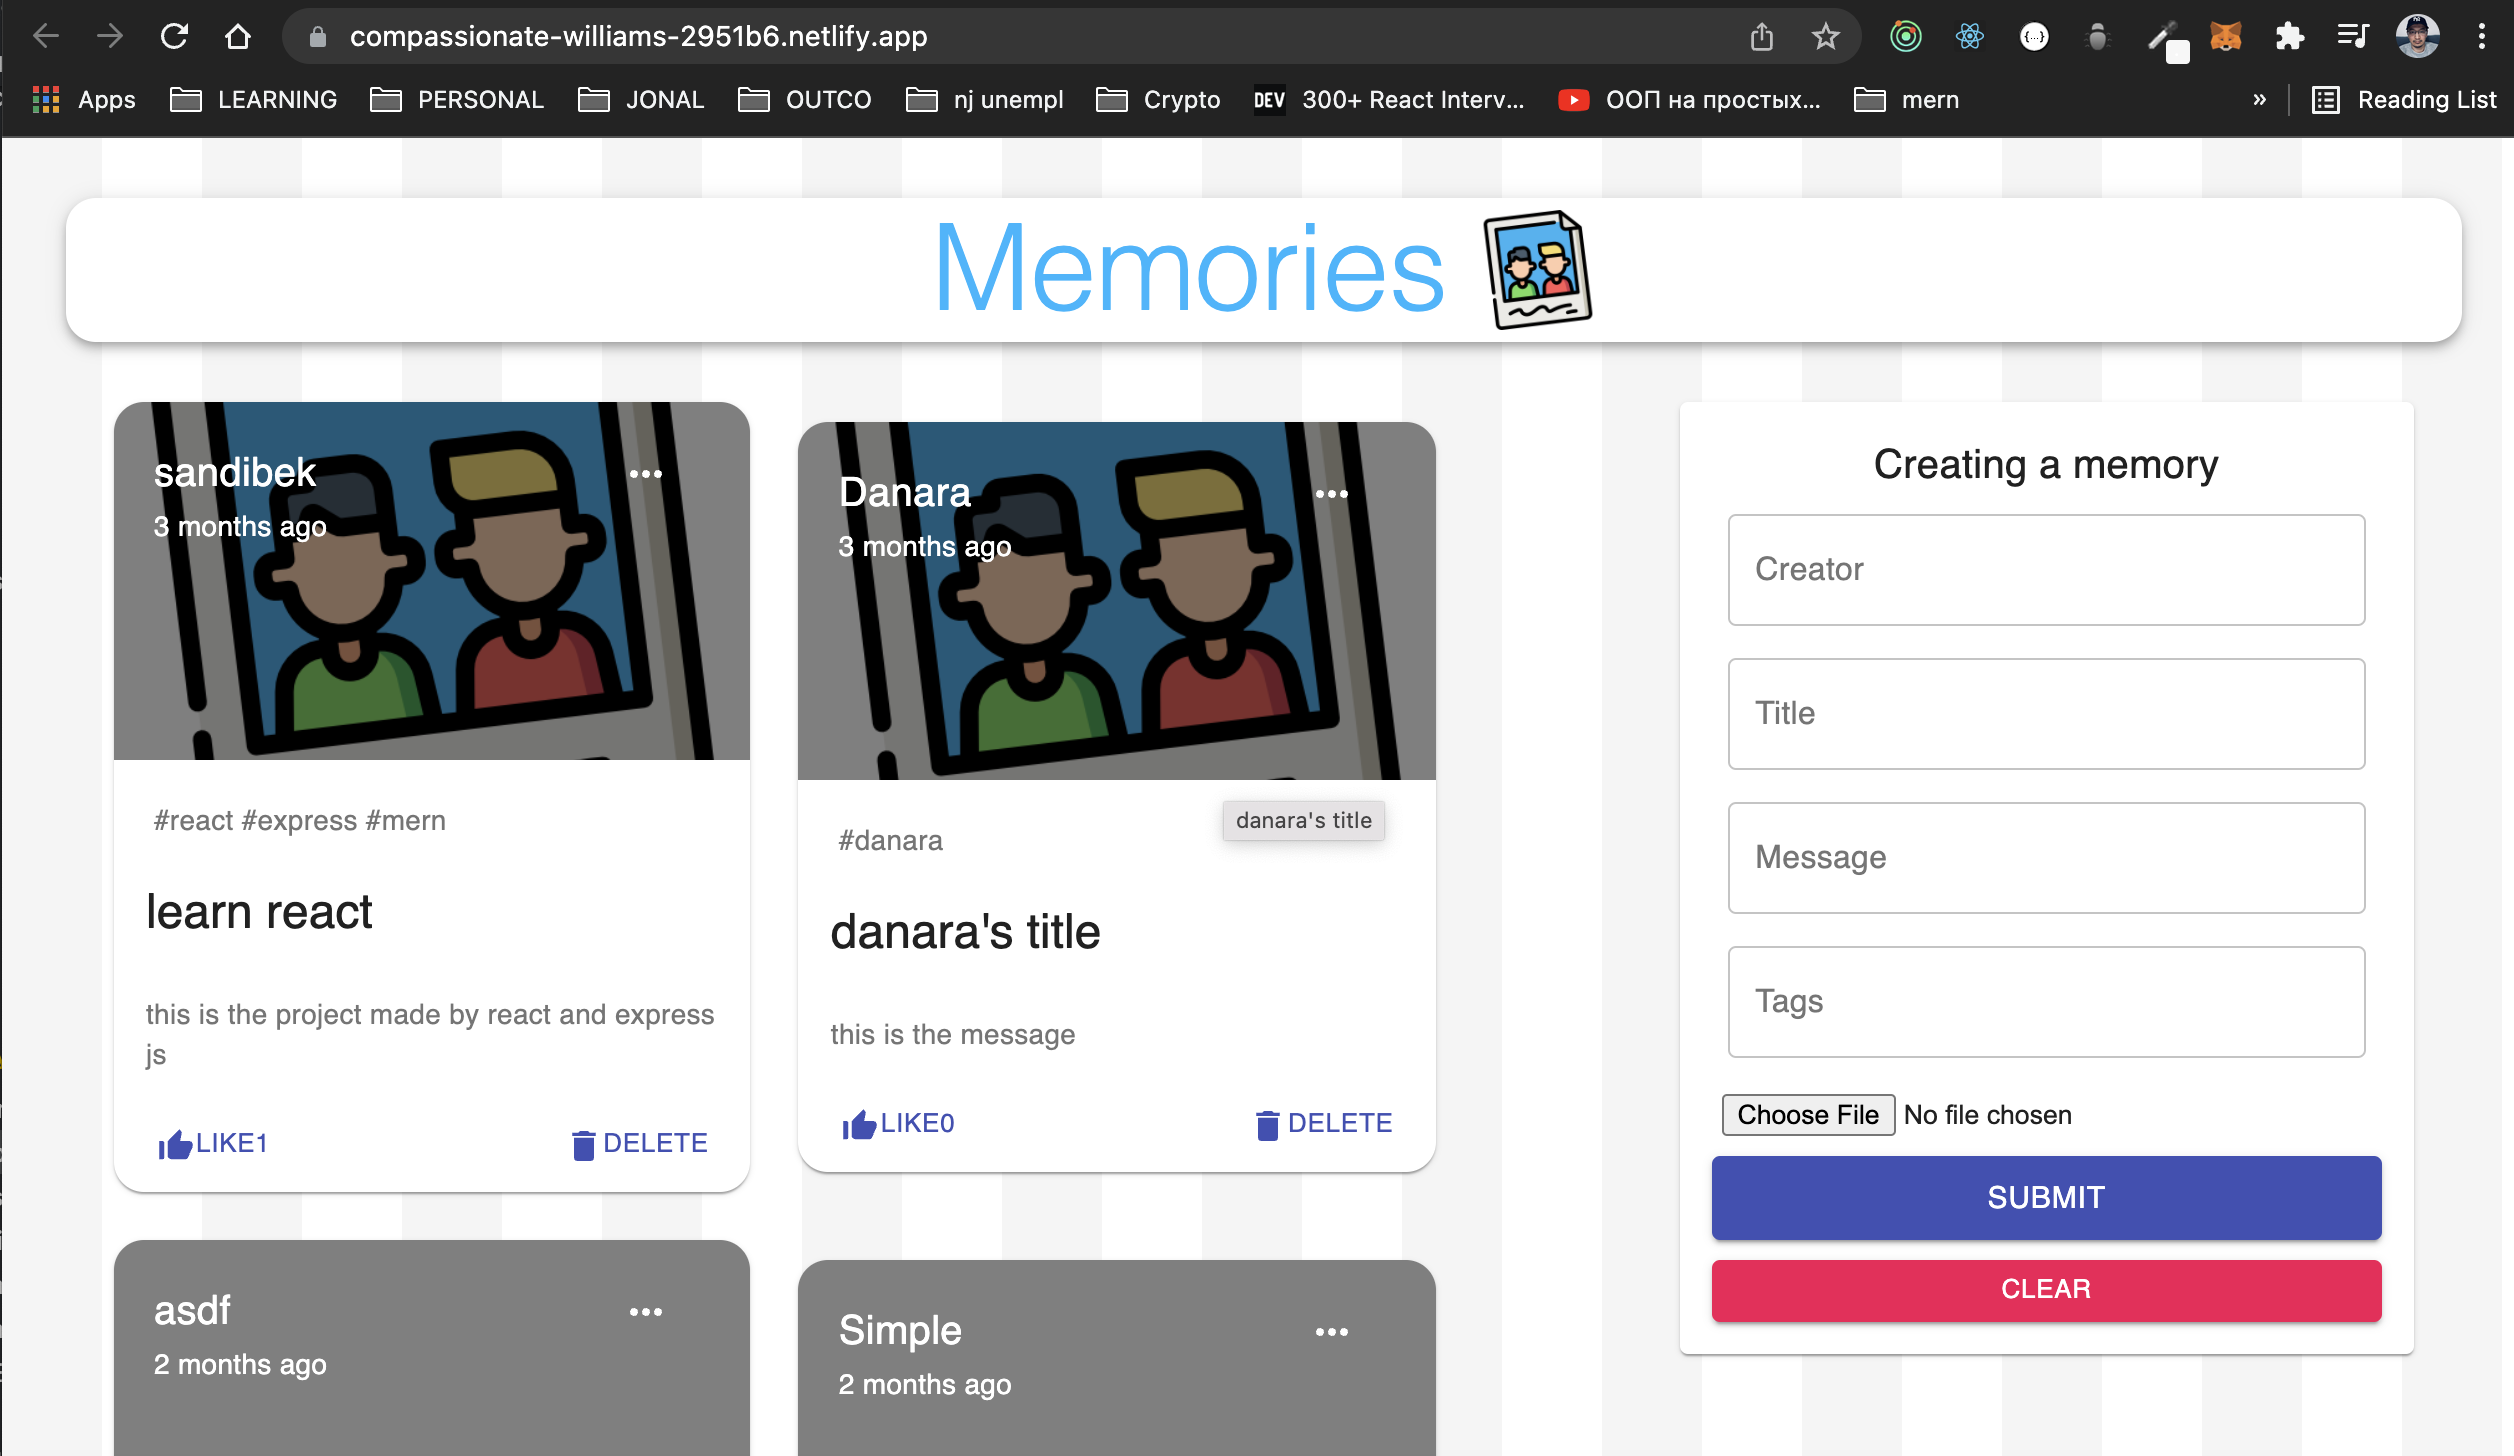 compassionate-williams-2951b6.netlify.app
Apps LEARNING PERSONAL JONAL OUTCO nj unempl Crypto DEV 300+ React Interv... ООП на простых... mern » Reading List
Memories
sandibek
3 months ago
#react #express #mern
learn react
this is the project made by react and express
js
LIKE1 DELETE
Danara
3 months ago
danara's title
#danara
danara's title
this is the message
LIKE0 DELETE
asdf
2 months ago
Simple
2 months ago
Creating a memory
Creator
Title
Message
Tags
Choose File No file chosen
SUBMIT
CLEAR